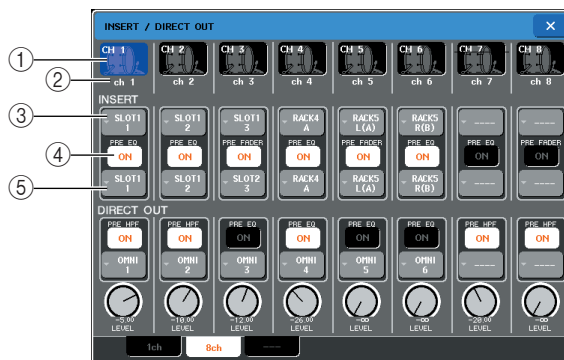 INSERT / DIRECT OUT ×
CH 1 CH 2 CH 3 CH 4 CH 5 CH 6 CH 7 CH 8
① 
② ch 1 ch 2 ch 3 ch 4 ch 5 ch 6 ch 7 ch 8
INSERT
③ SLOT1 SLOT1 SLOT1 RACK4 RACK5 RACK5 ---- ----
1 2 3 A L(A) R(B)
PRE EQ PRE EQ PRE FADER PRE EQ PRE FADER PRE EQ PRE EQ PRE FADER
④ ON ON ON ON ON ON ON ON
⑤ SLOT1 SLOT1 SLOT2 RACK4 RACK5 RACK5 ---- ----
1 2 3 A L(A) R(B)
DIRECT OUT
PRE HPF PRE HPF PRE EQ PRE EQ PRE EQ PRE EQ PRE HPF PRE HPF
ON ON ON ON ON ON ON ON
OMNI OMNI OMNI OMNI OMNI OMNI ---- ----
1 2 3 4 5 6
-5.00 -10.00 -12.00 -26.00 -∞ -∞ -20.00 -∞
LEVEL LEVEL LEVEL LEVEL LEVEL LEVEL LEVEL LEVEL
1ch 8ch ---